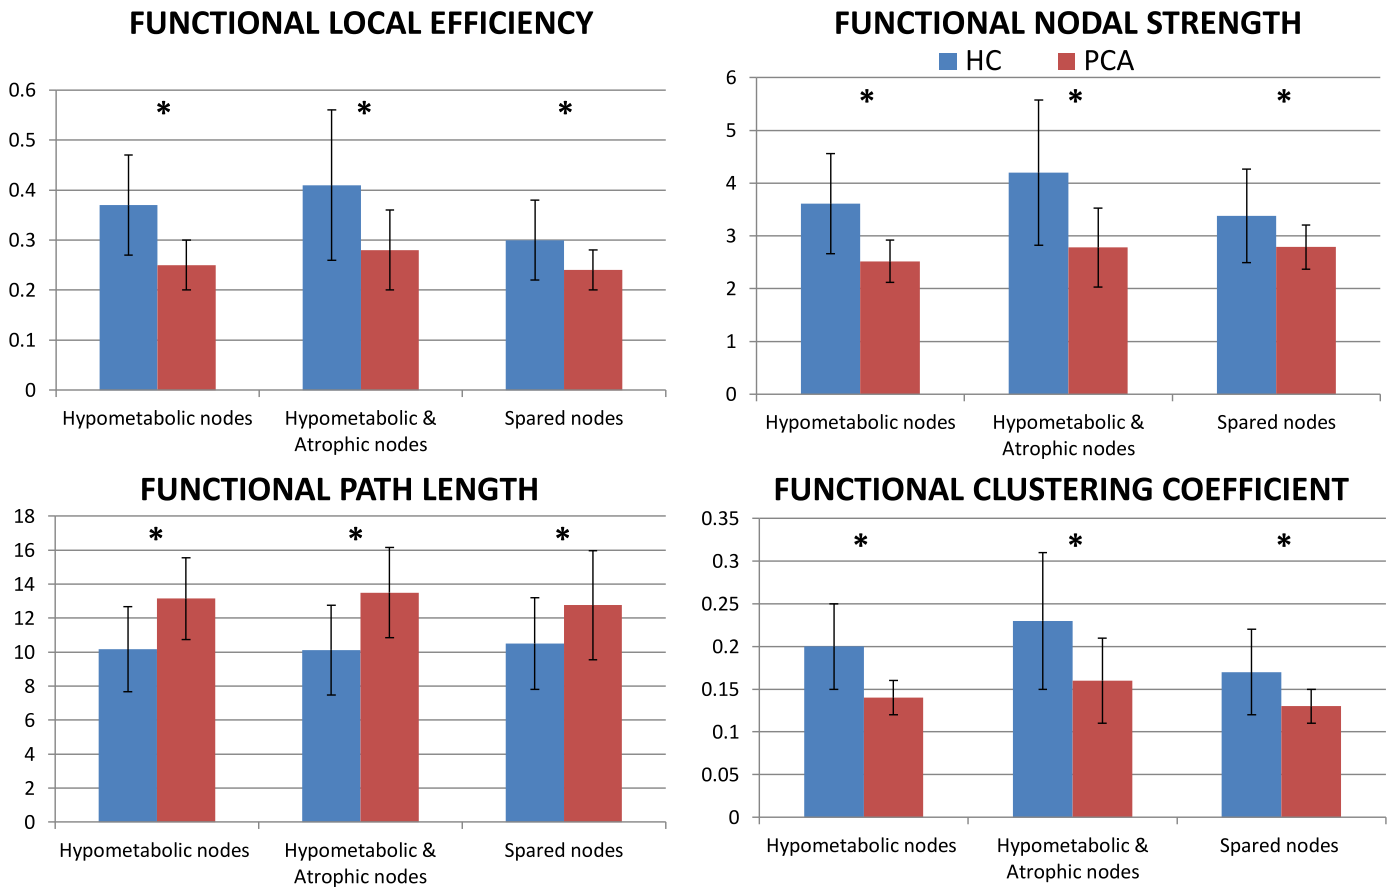 FUNCTIONAL LOCAL EFFICIENCY
0.6
0.5
0.4
0.3
0.2
0.1
0
* * *
Hypometabolic nodes
Hypometabolic &
Atrophic nodes
Spared nodes
FUNCTIONAL NODAL STRENGTH
HC PCA
6
5
4
3
2
1
0
* * *
Hypometabolic nodes
Hypometabolic &
Atrophic nodes
Spared nodes
FUNCTIONAL PATH LENGTH
18
16
14
12
10
8
6
4
2
0
* * *
Hypometabolic nodes
Hypometabolic &
Atrophic nodes
Spared nodes
FUNCTIONAL CLUSTERING COEFFICIENT
0.35
0.3
0.25
0.2
0.15
0.1
0.05
0
* * *
Hypometabolic nodes
Hypometabolic &
Atrophic nodes
Spared nodes